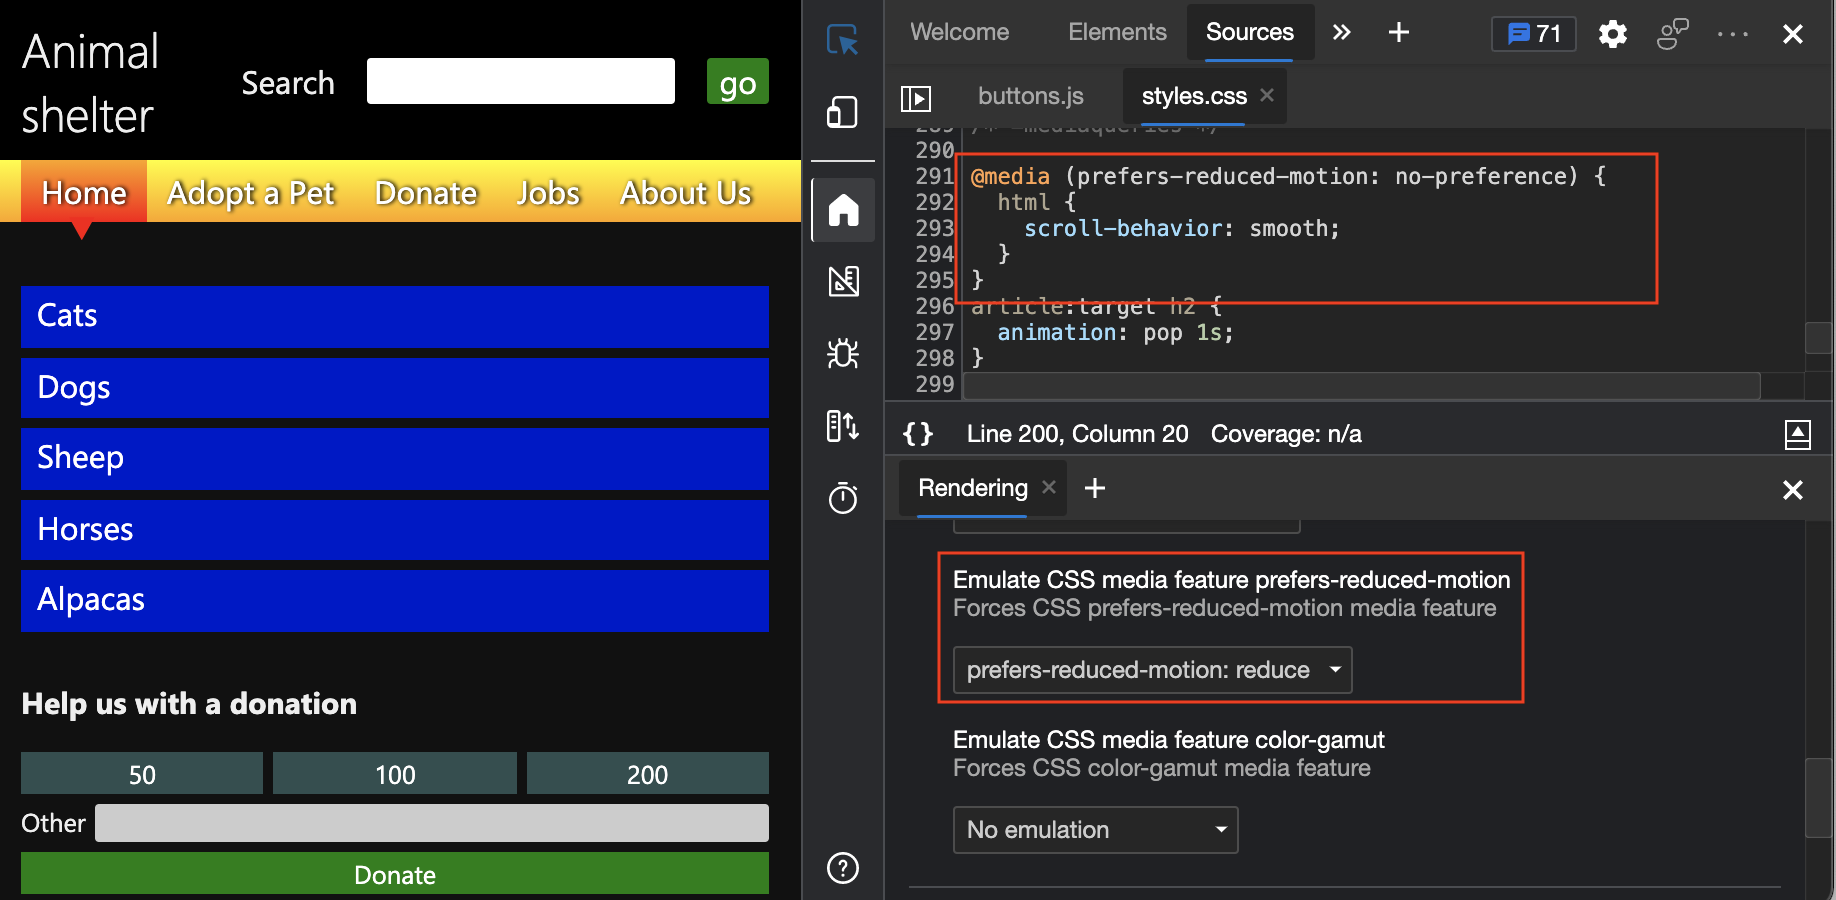 Animal
shelter
Search
go
Home Adopt a Pet Donate Jobs About Us
Cats
Dogs
Sheep
Horses
Alpacas
Help us with a donation
50 100 200
Other
Donate
Welcome Elements Sources 71
buttons.js styles.css
289 /* -mediaqueries */
290
291 @media (prefers-reduced-motion: no-preference) {
292 html {
293 scroll-behavior: smooth;
294 }
295 }
296 article:target h2 {
297 animation: pop 1s;
298 }
299
{} Line 200, Column 20 Coverage: n/a
Rendering
Emulate CSS media feature prefers-reduced-motion
Forces CSS prefers-reduced-motion media feature
prefers-reduced-motion: reduce
Emulate CSS media feature color-gamut
Forces CSS color-gamut media feature
No emulation